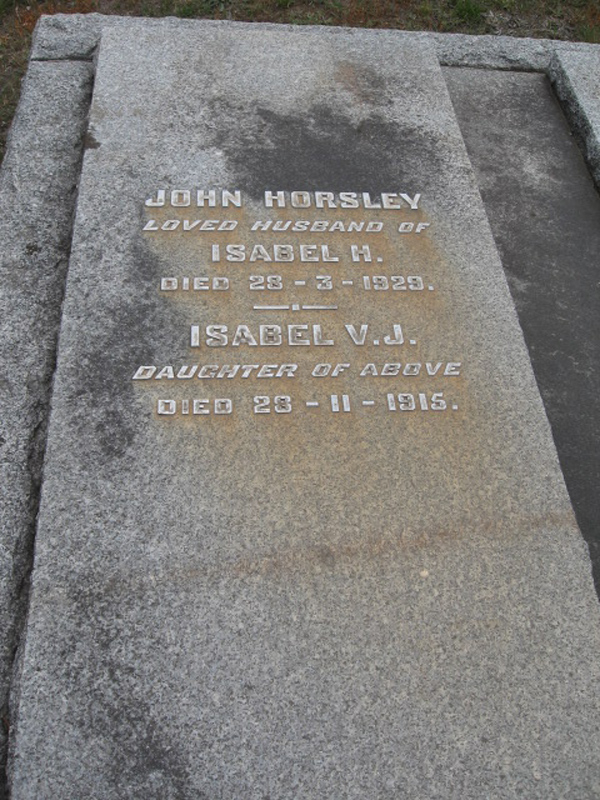 JOHN HORSLEY
LOVED HUSBAND OF
ISABEL H.
DIED 28-3-1929.
ISABEL V.J.
DAUGHTER OF ABOVE
DIED 28-11-1915.